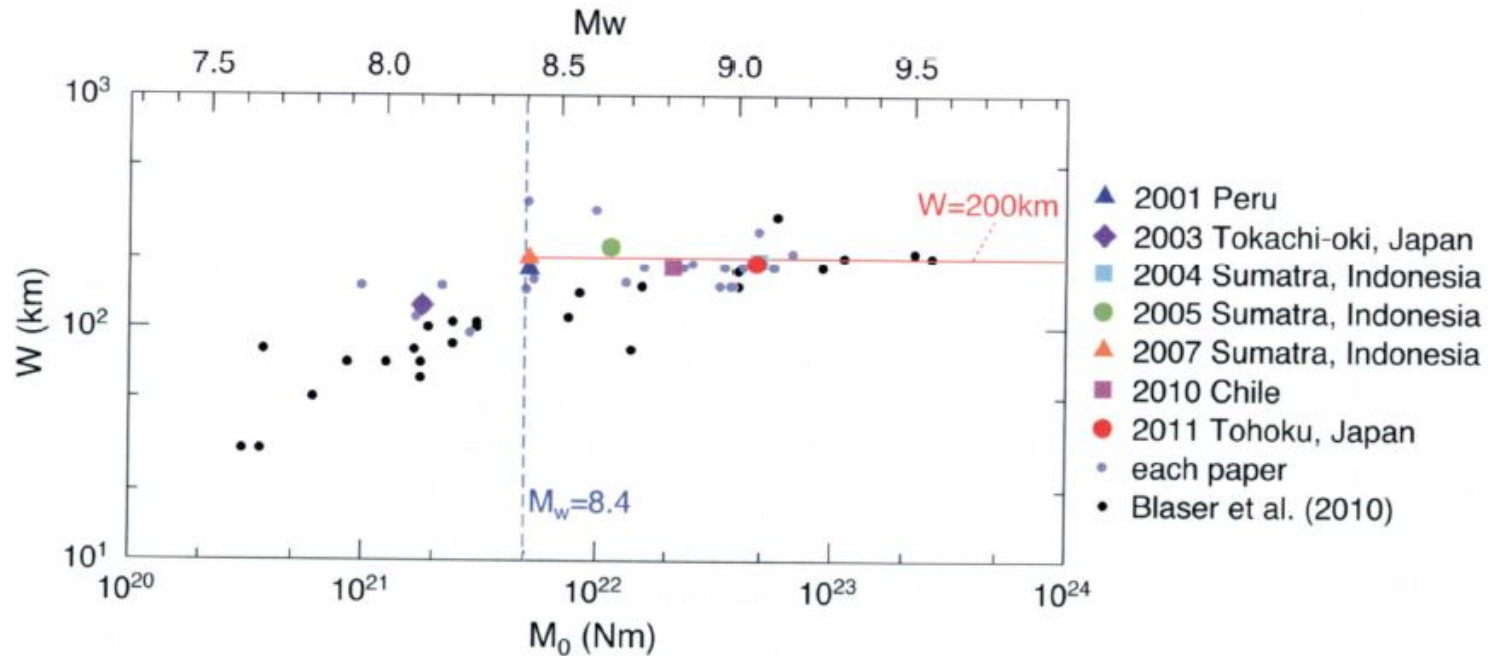 Mw
7.5 8.0 8.5 9.0 9.5
10³
10²
10¹
W (km)
W=200km
Mw=8.4
10²⁰ 10²¹ 10²² 10²³ 10²⁴
M₀ (Nm)
2001 Peru
2003 Tokachi-oki, Japan
2004 Sumatra, Indonesia
2005 Sumatra, Indonesia
2007 Sumatra, Indonesia
2010 Chile
2011 Tohoku, Japan
each paper
Blaser et al. (2010)